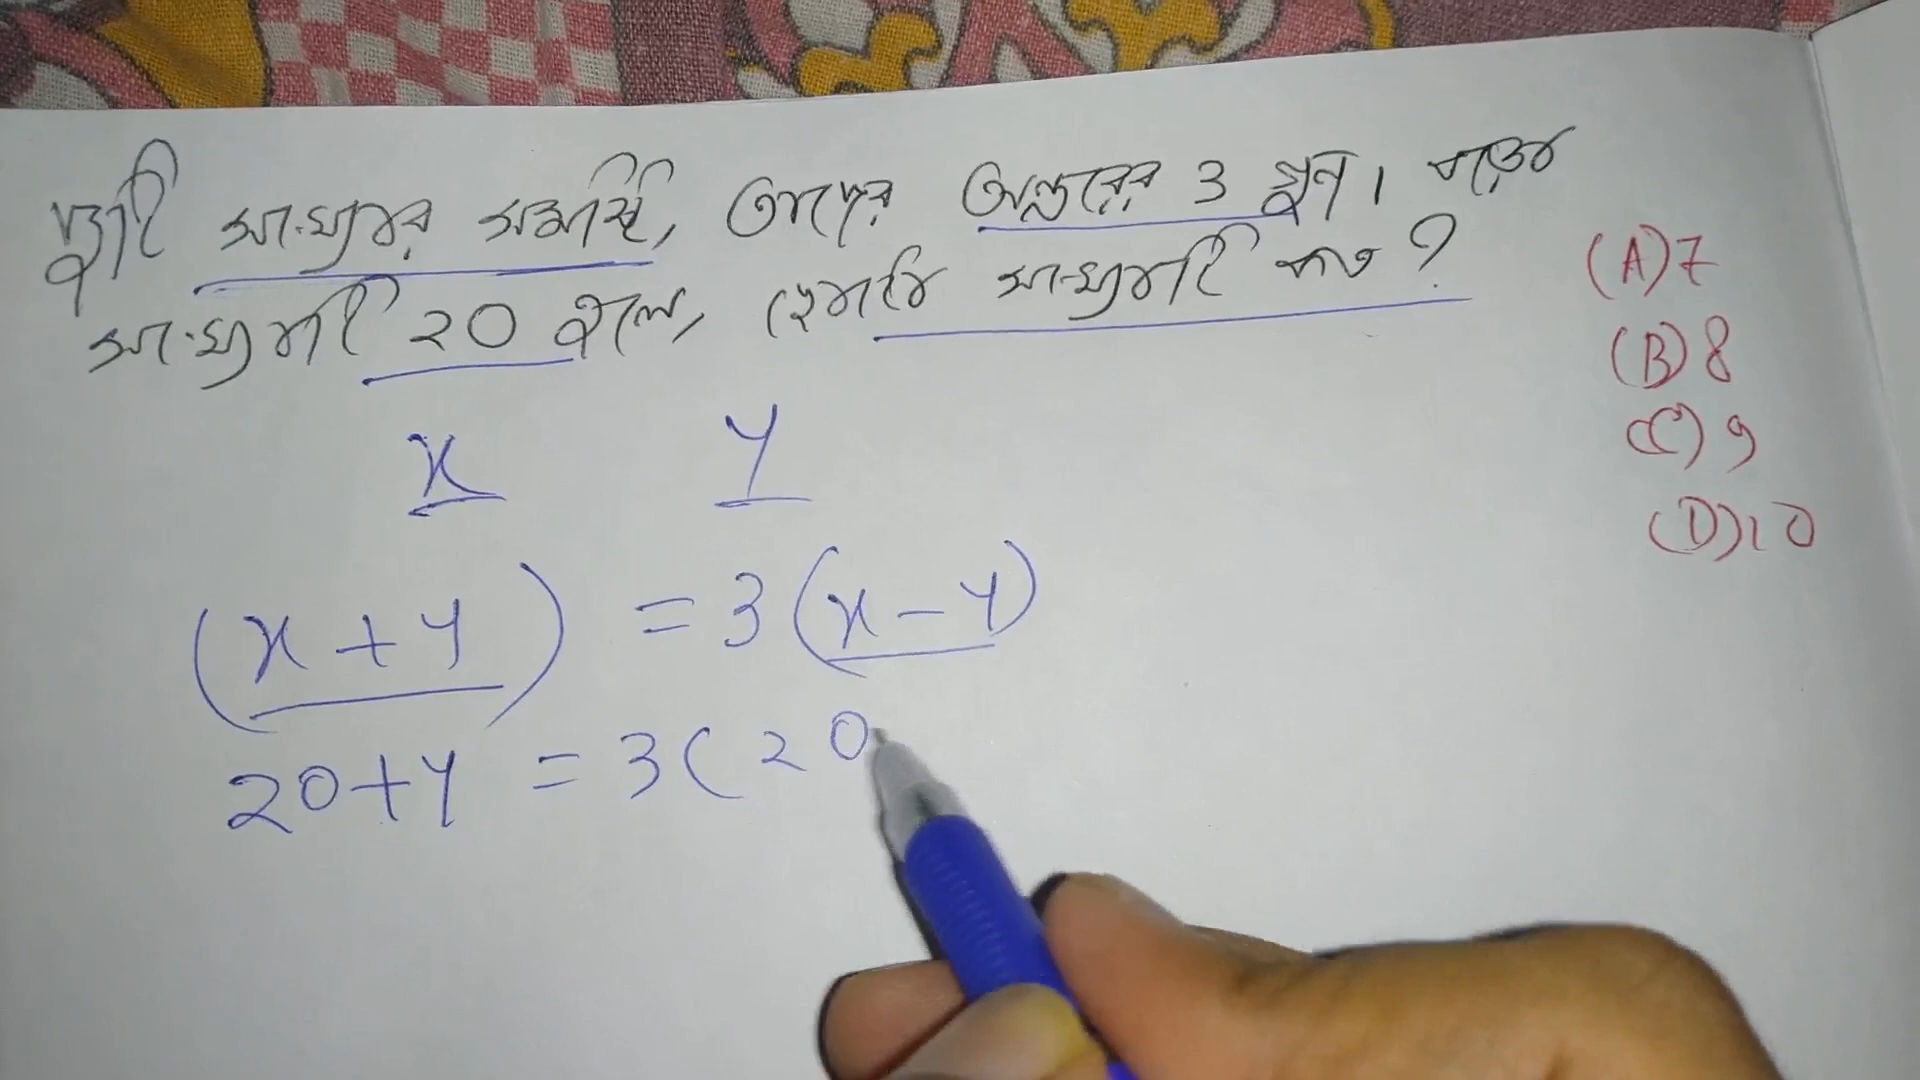 দুটি সংখ্যার সমষ্টি, তাদের অন্তরের 3 গুন। বড়ো
সংখ্যাটি 20 হলে, ছোটটি সংখ্যাটি কত?
(A) 7
(B) 8
(C) 9
(D) 10
x y
(x + y) = 3 (x - y)
20 + y = 3 ( 20